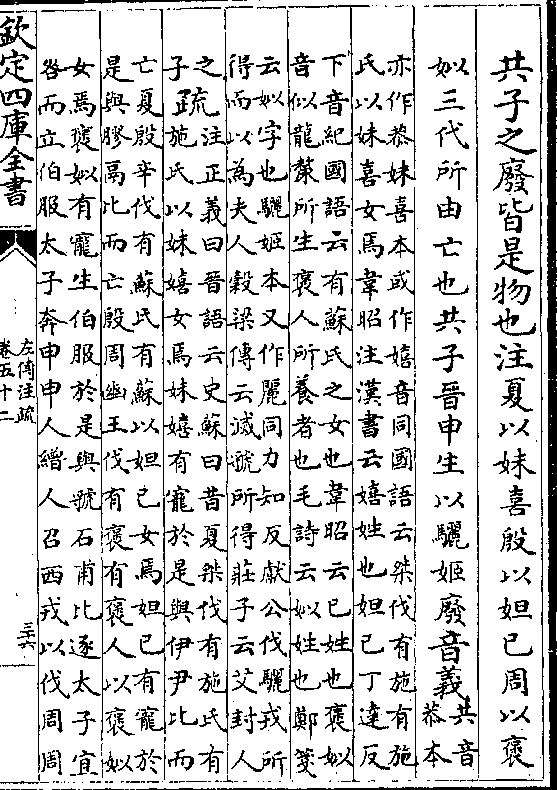 共子之廢皆是物也注夏以妺喜殷以妲己周以褒
姒三代所由亡也共子晉申生以驪姬廢音義共音
恭本
亦作恭妺喜本或作嬉音同國語云桀伐有施有施
氏以妺喜女焉韋昭注漢書云嬉姓也妲己丁達反
下音紀國語云有蘇氏之女也韋昭云己姓也褒姒
音似龍漦所生褒人所養者也毛詩云姒姓也鄭箋
云姒字也驪姬本又作麗同力知反獻公伐驪戎所
得而以為夫人穀梁傳云滅虢所得莊子云艾封人
之
子
疏
注正義曰晉語云史蘇曰昔夏桀伐有施氏有
施氏以妺嬉女焉妺嬉有寵於是與伊尹比而
亡夏殷辛伐有蘇氏有蘇以妲己女焉妲己有寵於
是與膠鬲比而亡殷周幽王伐有褒有褒人以褒姒
女焉褒姒有寵生伯服於是與虢石甫比逐太子宜
咎而立伯服太子奔申申人繒人召西戎以伐周周
欽定四庫全書
左傳注疏
卷五十二
三十六